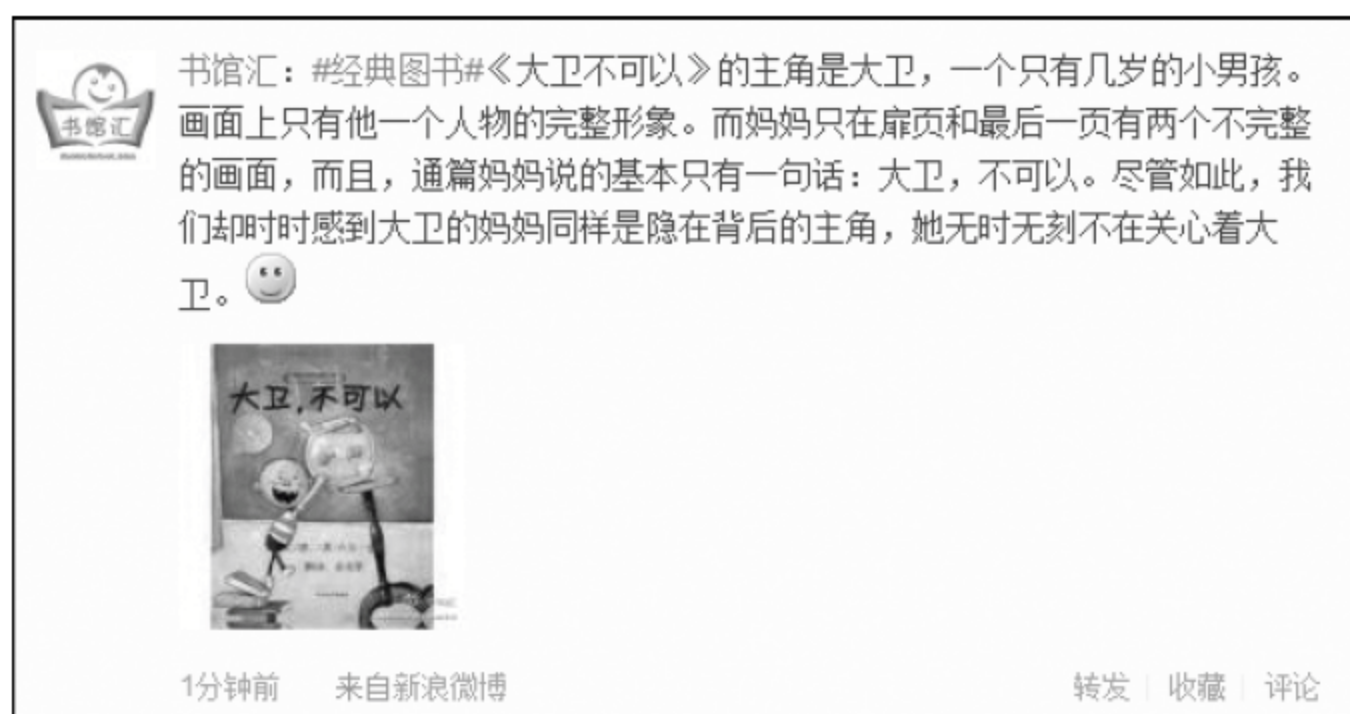 书馆汇：#经典图书#《大卫不可以》的主角是大卫，一个只有几岁的小男孩。
画面上只有他一个人物的完整形象。而妈妈只在扉页和最后一页有两个不完整
的画面，而且，通篇妈妈说的基本只有一句话：大卫，不可以。尽管如此，我
们却时时感到大卫的妈妈同样是隐在背后的主角，她无时无刻不在关心着大
卫。
书馆汇
大卫，不可以
1分钟前 来自新浪微博
转发 收藏 评论